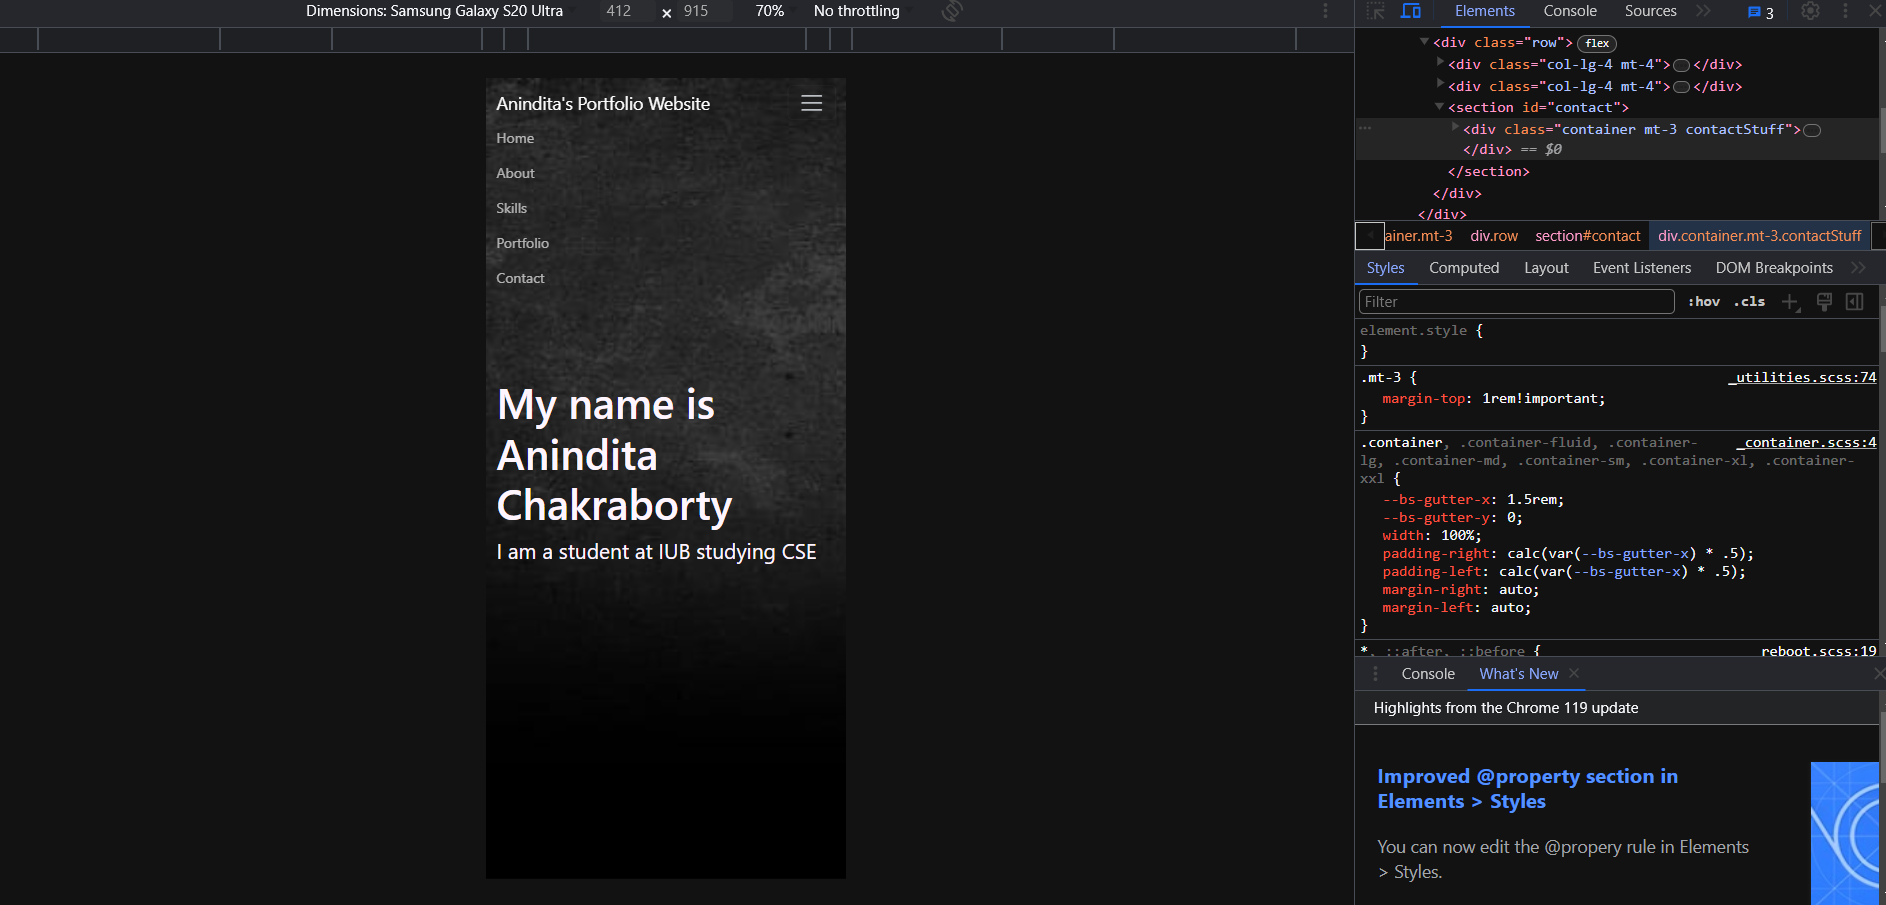 Dimensions: Samsung Galaxy S20 Ultra 412 × 915 70% No throttling
Anindita's Portfolio Website
Home
About
Skills
Portfolio
Contact
My name is
Anindita
Chakraborty
I am a student at IUB studying CSE
Elements Console Sources 3
<div class="row"> flex
<div class="col-lg-4 mt-4"> </div>
<div class="col-lg-4 mt-4"> </div>
<section id="contact">
<div class="container mt-3 contactStuff">
</div> == $0
</section>
</div>
</div>
ainer.mt-3 div.row section#contact div.container.mt-3.contactStuff
Styles Computed Layout Event Listeners DOM Breakpoints
Filter :hov .cls
element.style {
}
.mt-3 { _utilities.scss:74
margin-top: 1rem!important;
}
.container, .container-fluid, .container- _container.scss:4
lg, .container-md, .container-sm, .container-xl, .container-
xxl {
--bs-gutter-x: 1.5rem;
--bs-gutter-y: 0;
width: 100%;
padding-right: calc(var(--bs-gutter-x) * .5);
padding-left: calc(var(--bs-gutter-x) * .5);
margin-right: auto;
margin-left: auto;
}
*, ::after, ::before { reboot.scss:19
Console What's New
Highlights from the Chrome 119 update
Improved @property section in
Elements > Styles
You can now edit the @propery rule in Elements
> Styles.